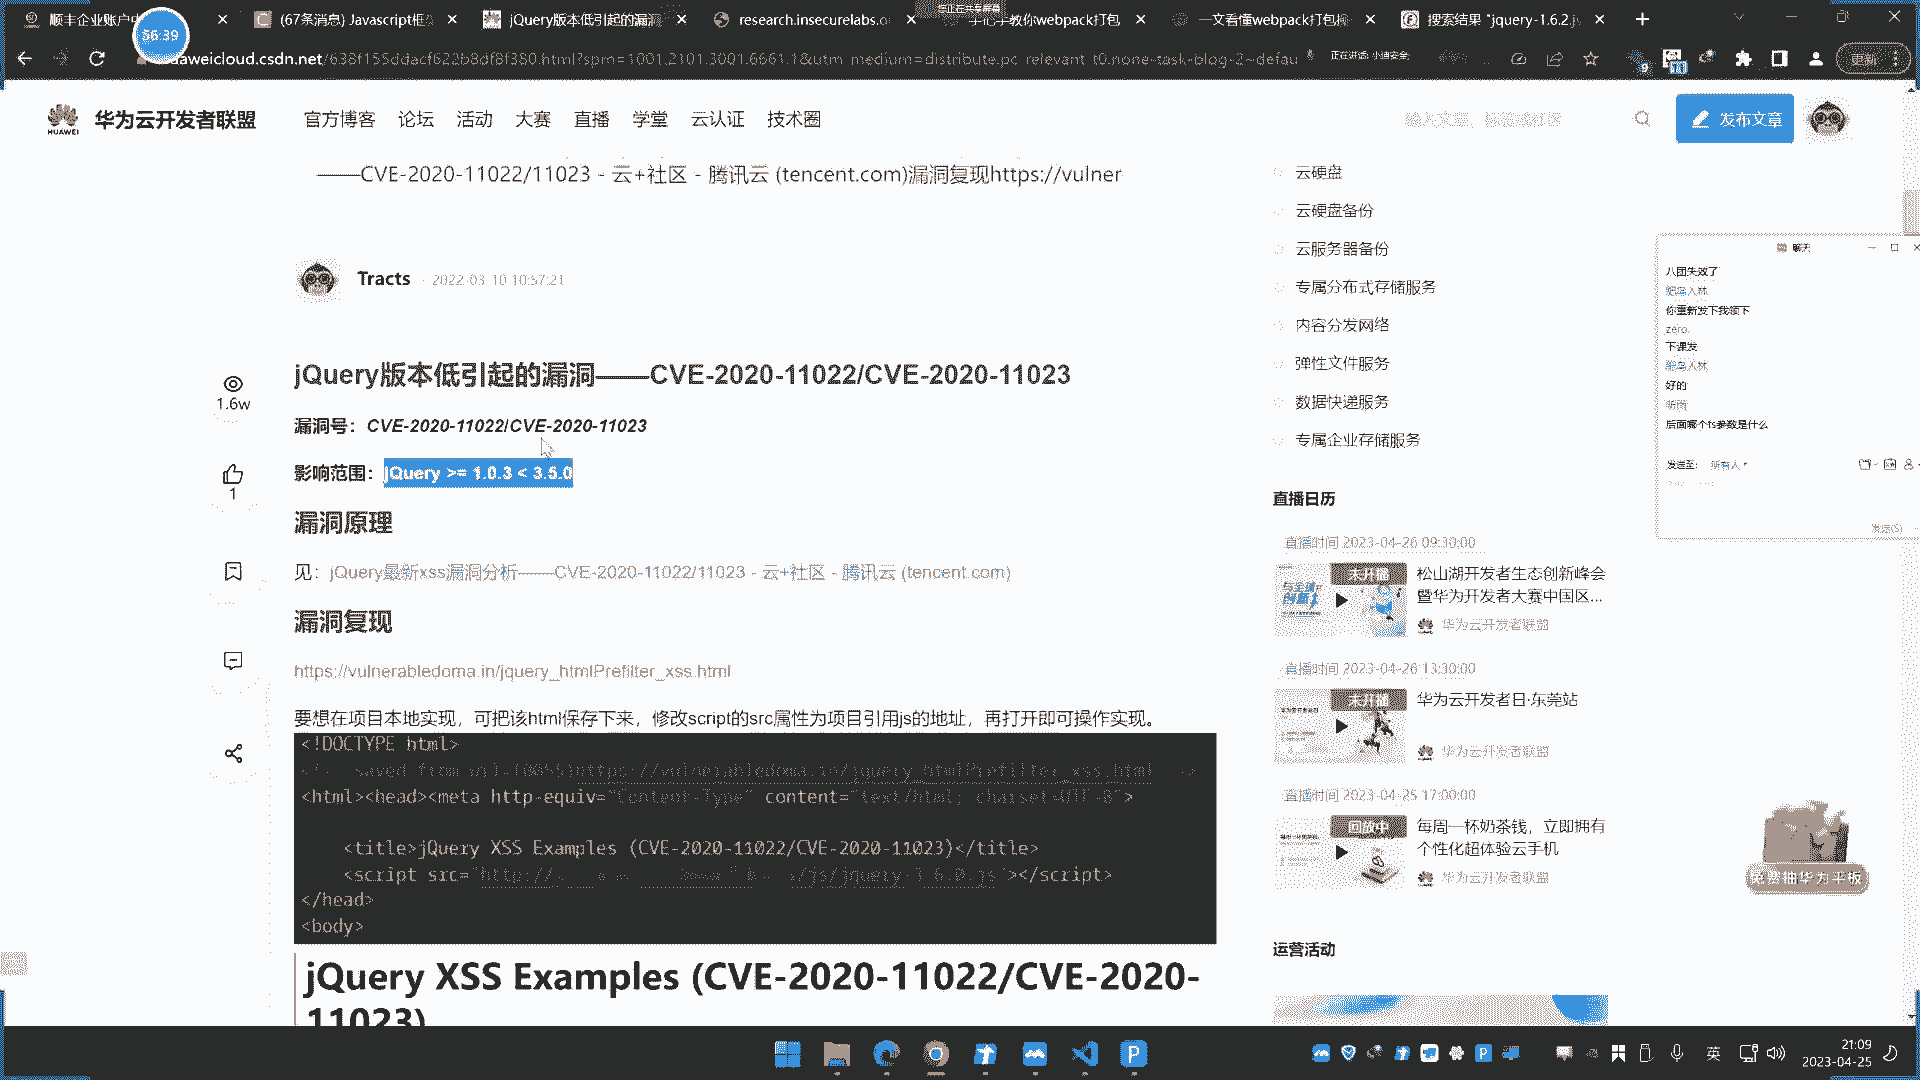 顺丰企业账户中
(67条消息) Javascript框
jQuery版本低引起的漏洞
research.insecurelabs.o
手把手教你webpack打包
一文看懂webpack打包
搜索结果 "jquery-1.6.2.js
56:39
aweicloud.csdn.net/638f155ddacf622b8df8f380.html?spm=1001.2101.3001.6661.1&utm_medium=distribute.pc_relevant_t0.none-task-blog-2~defau
正在讲话: 小迪安全
更新
HUAWEI
华为云开发者联盟
官方博客 论坛 活动 大赛 直播 学堂 云认证 技术圈
发布文章
——CVE-2020-11022/11023 - 云+社区 - 腾讯云 (tencent.com)漏洞复现https://vulner
Tracts · 2022-03-10 10:57:21
1.6w
1
jQuery版本低引起的漏洞——CVE-2020-11022/CVE-2020-11023
漏洞号：CVE-2020-11022/CVE-2020-11023
影响范围：jQuery >= 1.0.3 < 3.5.0
漏洞原理
见：jQuery最新xss漏洞分析——CVE-2020-11022/11023 - 云+社区 - 腾讯云 (tencent.com)
漏洞复现
https://vulnerabledoma.in/jquery_htmlPrefilter_xss.html
要想在项目本地实现，可把该html保存下来，修改script的src属性为项目引用js的地址，再打开即可操作实现。
<!DOCTYPE html>
<!-- saved from url=(0055)https://vulnerabledoma.in/jquery_htmlPrefilter_xss.html -->
<html><head><meta http-equiv="Content-Type" content="text/html; charset=UTF-8">
<title>jQuery XSS Examples (CVE-2020-11022/CVE-2020-11023)</title>
<script src="http://
"></script>
</head>
<body>
jQuery XSS Examples (CVE-2020-11022/CVE-2020-
11023)
云硬盘
云硬盘备份
云服务器备份
专属分布式存储服务
内容分发网络
弹性文件服务
数据快递服务
专属企业存储服务
直播日历
直播时间 2023-04-26 09:30:00
未开播
松山湖开发者生态创新峰会
暨华为开发者大赛中国区...
华为云开发者联盟
直播时间 2023-04-26 13:30:00
未开播
华为云开发者日·东莞站
华为云开发者联盟
直播时间 2023-04-25 17:00:00
回放中
每周一杯奶茶钱，立即拥有
个性化超体验云手机
华为云开发者联盟
运营活动
免费抽华为平板
聊天
八团失效了
你重新发下我领下
zero.
下课发
好的
后面哪个ts参数是什么
发送至: 所有人
发送(S)
9
英
21:09
2023-04-25